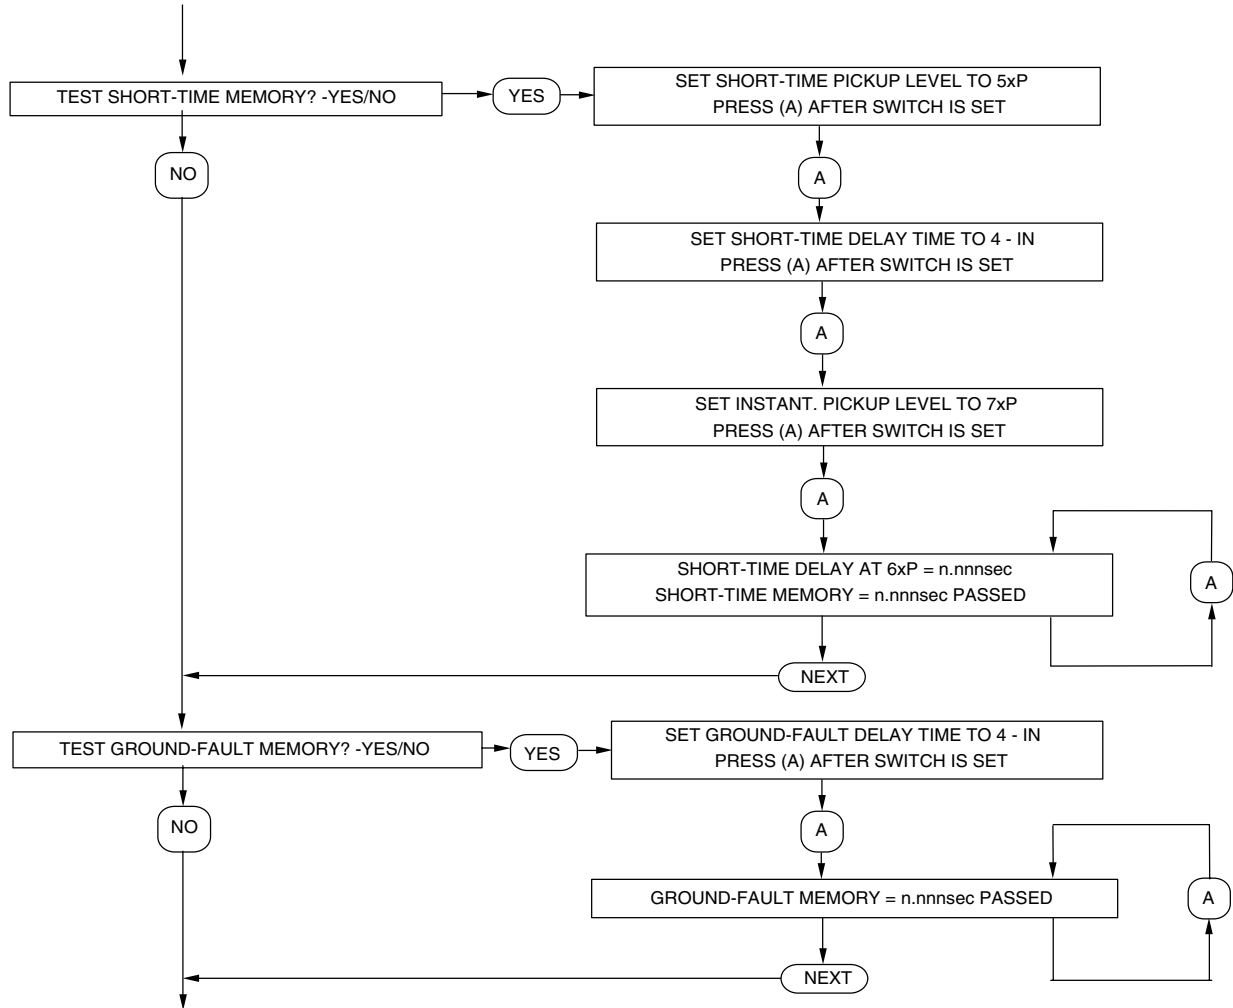 TEST SHORT-TIME MEMORY? -YES/NO
YES
SET SHORT-TIME PICKUP LEVEL TO 5xP
PRESS (A) AFTER SWITCH IS SET
NO
A
SET SHORT-TIME DELAY TIME TO 4 - IN
PRESS (A) AFTER SWITCH IS SET
A
SET INSTANT. PICKUP LEVEL TO 7xP
PRESS (A) AFTER SWITCH IS SET
A
SHORT-TIME DELAY AT 6xP = n.nnnsec
SHORT-TIME MEMORY = n.nnnsec PASSED
A
NEXT
TEST GROUND-FAULT MEMORY? -YES/NO
YES
SET GROUND-FAULT DELAY TIME TO 4 - IN
PRESS (A) AFTER SWITCH IS SET
NO
A
GROUND-FAULT MEMORY = n.nnnsec PASSED
A
NEXT